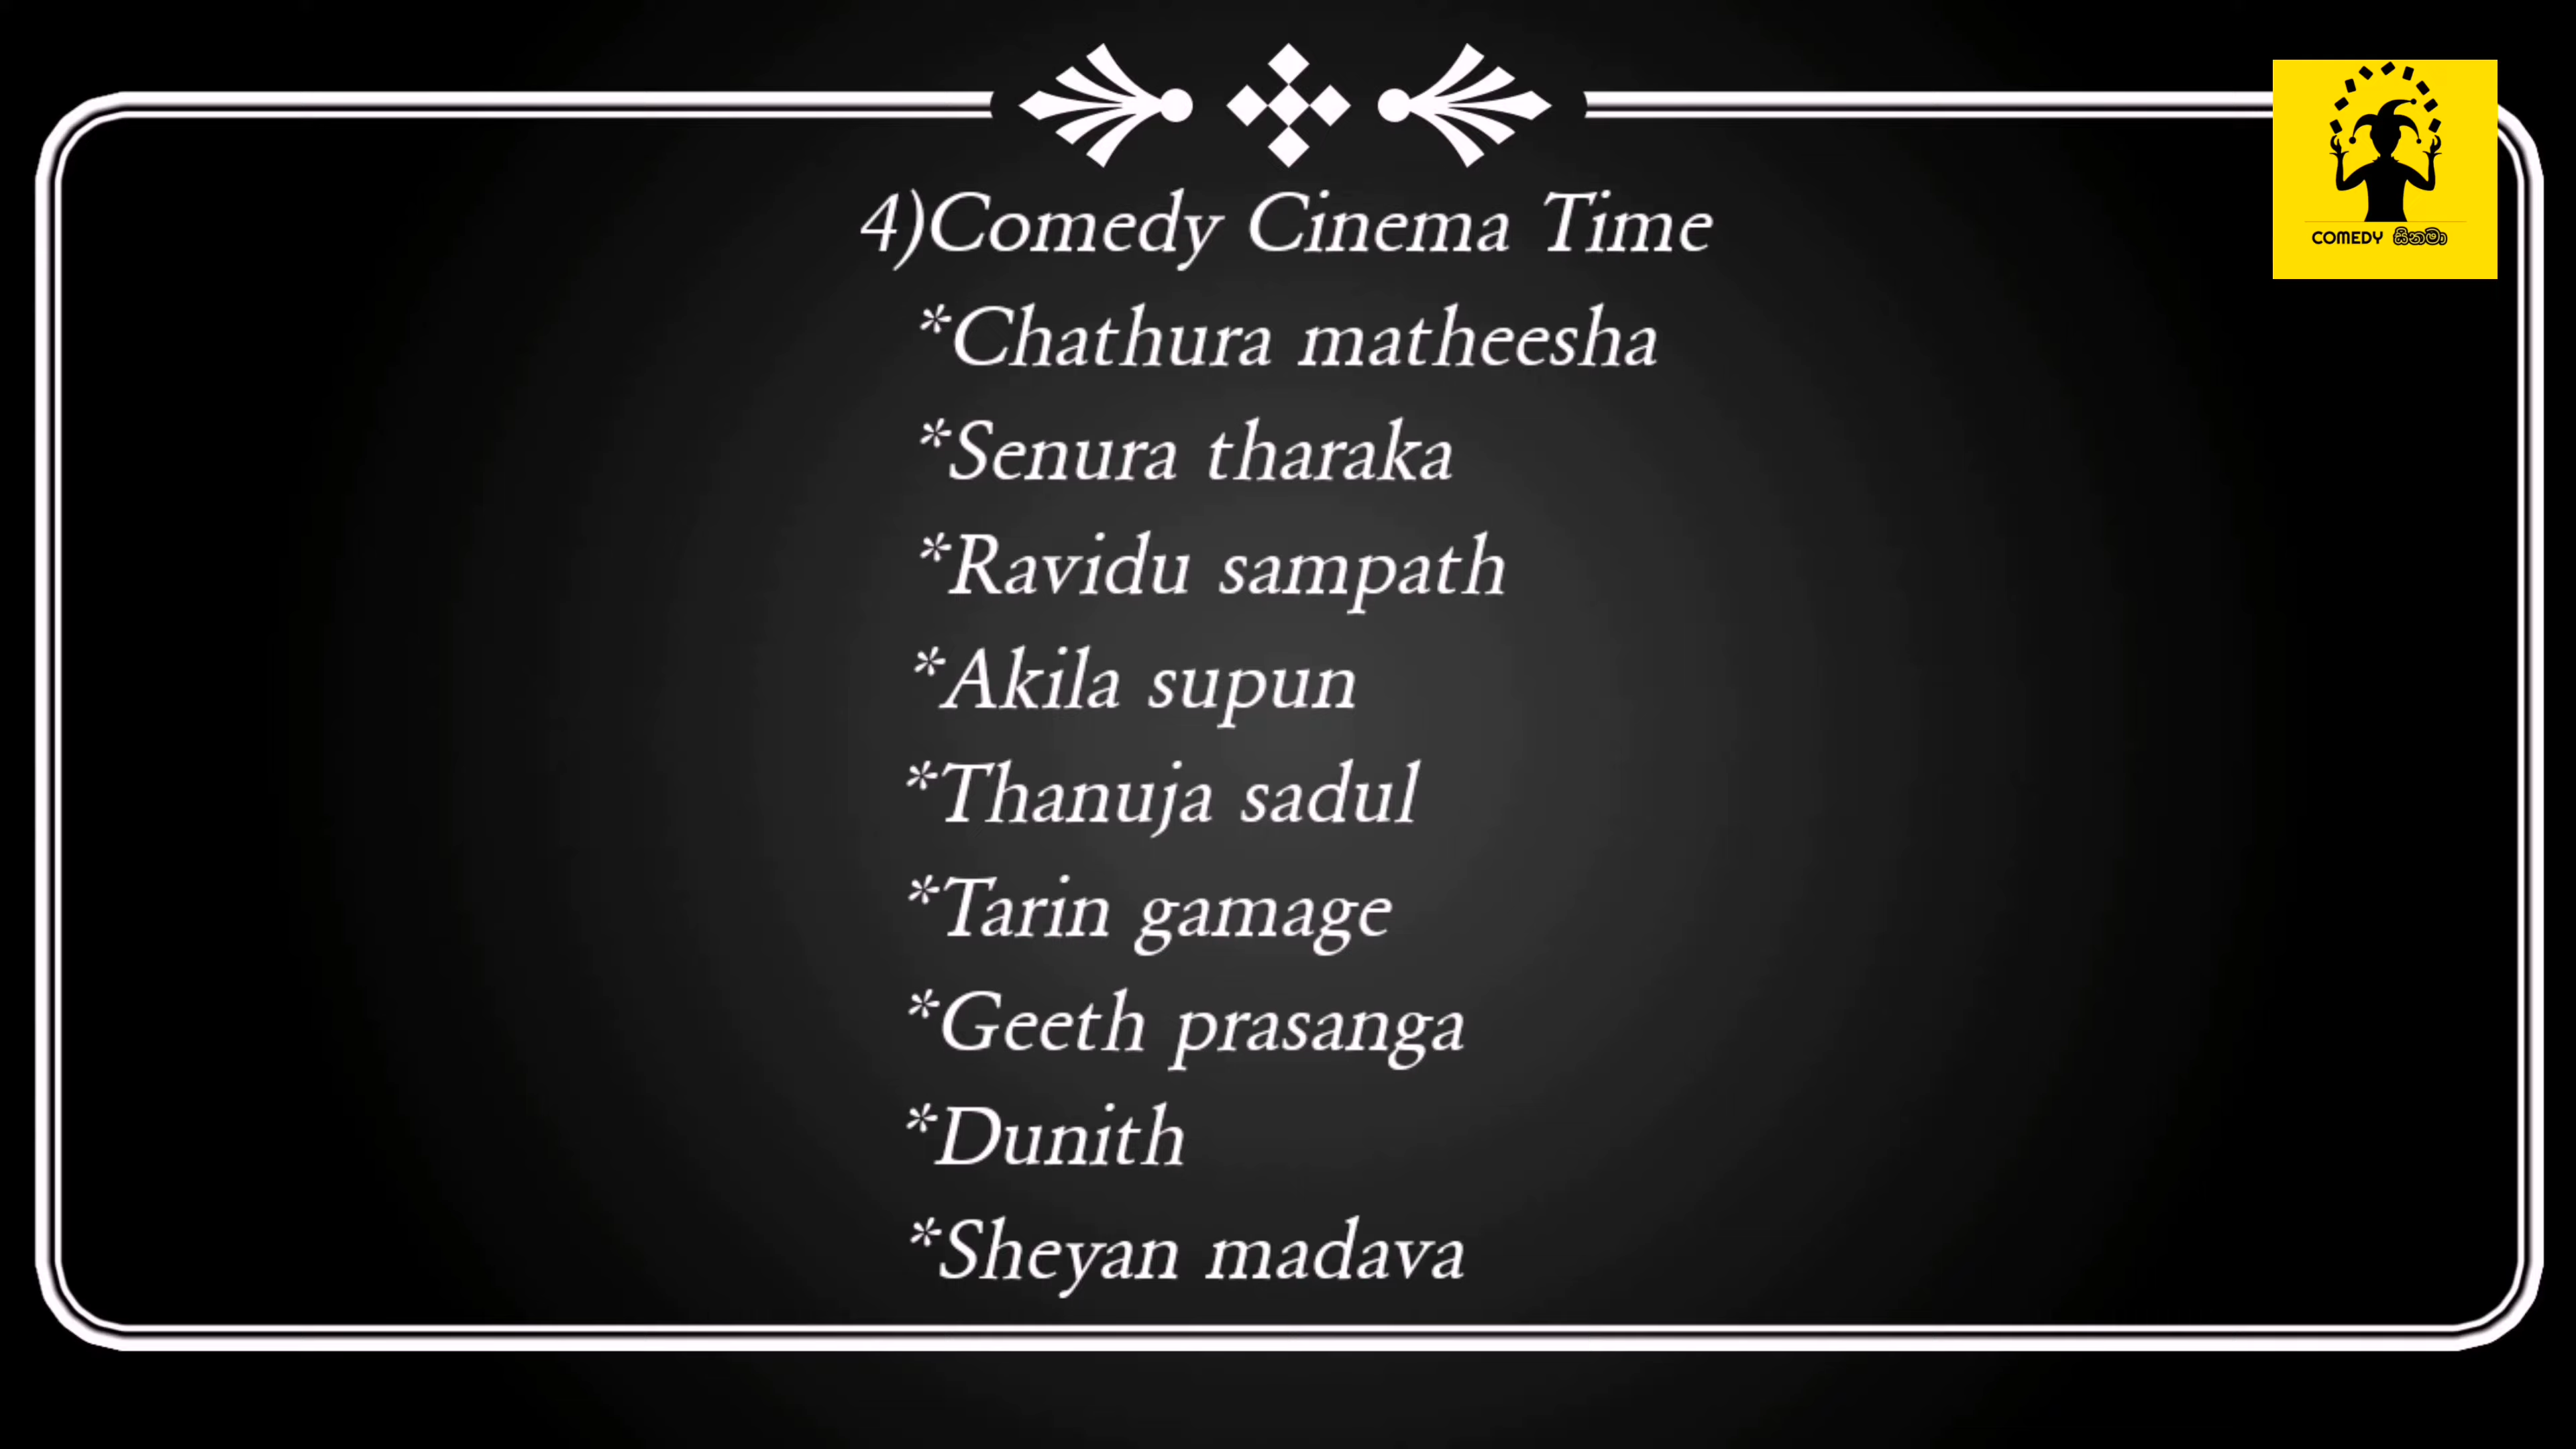 4)Comedy Cinema Time
*Chathura matheesha
*Senura tharaka
*Ravidu sampath
*Akila supun
*Thanuja sadul
*Tarin gamage
*Geeth prasanga
*Dunith
*Sheyan madava
COMEDY සිනමා